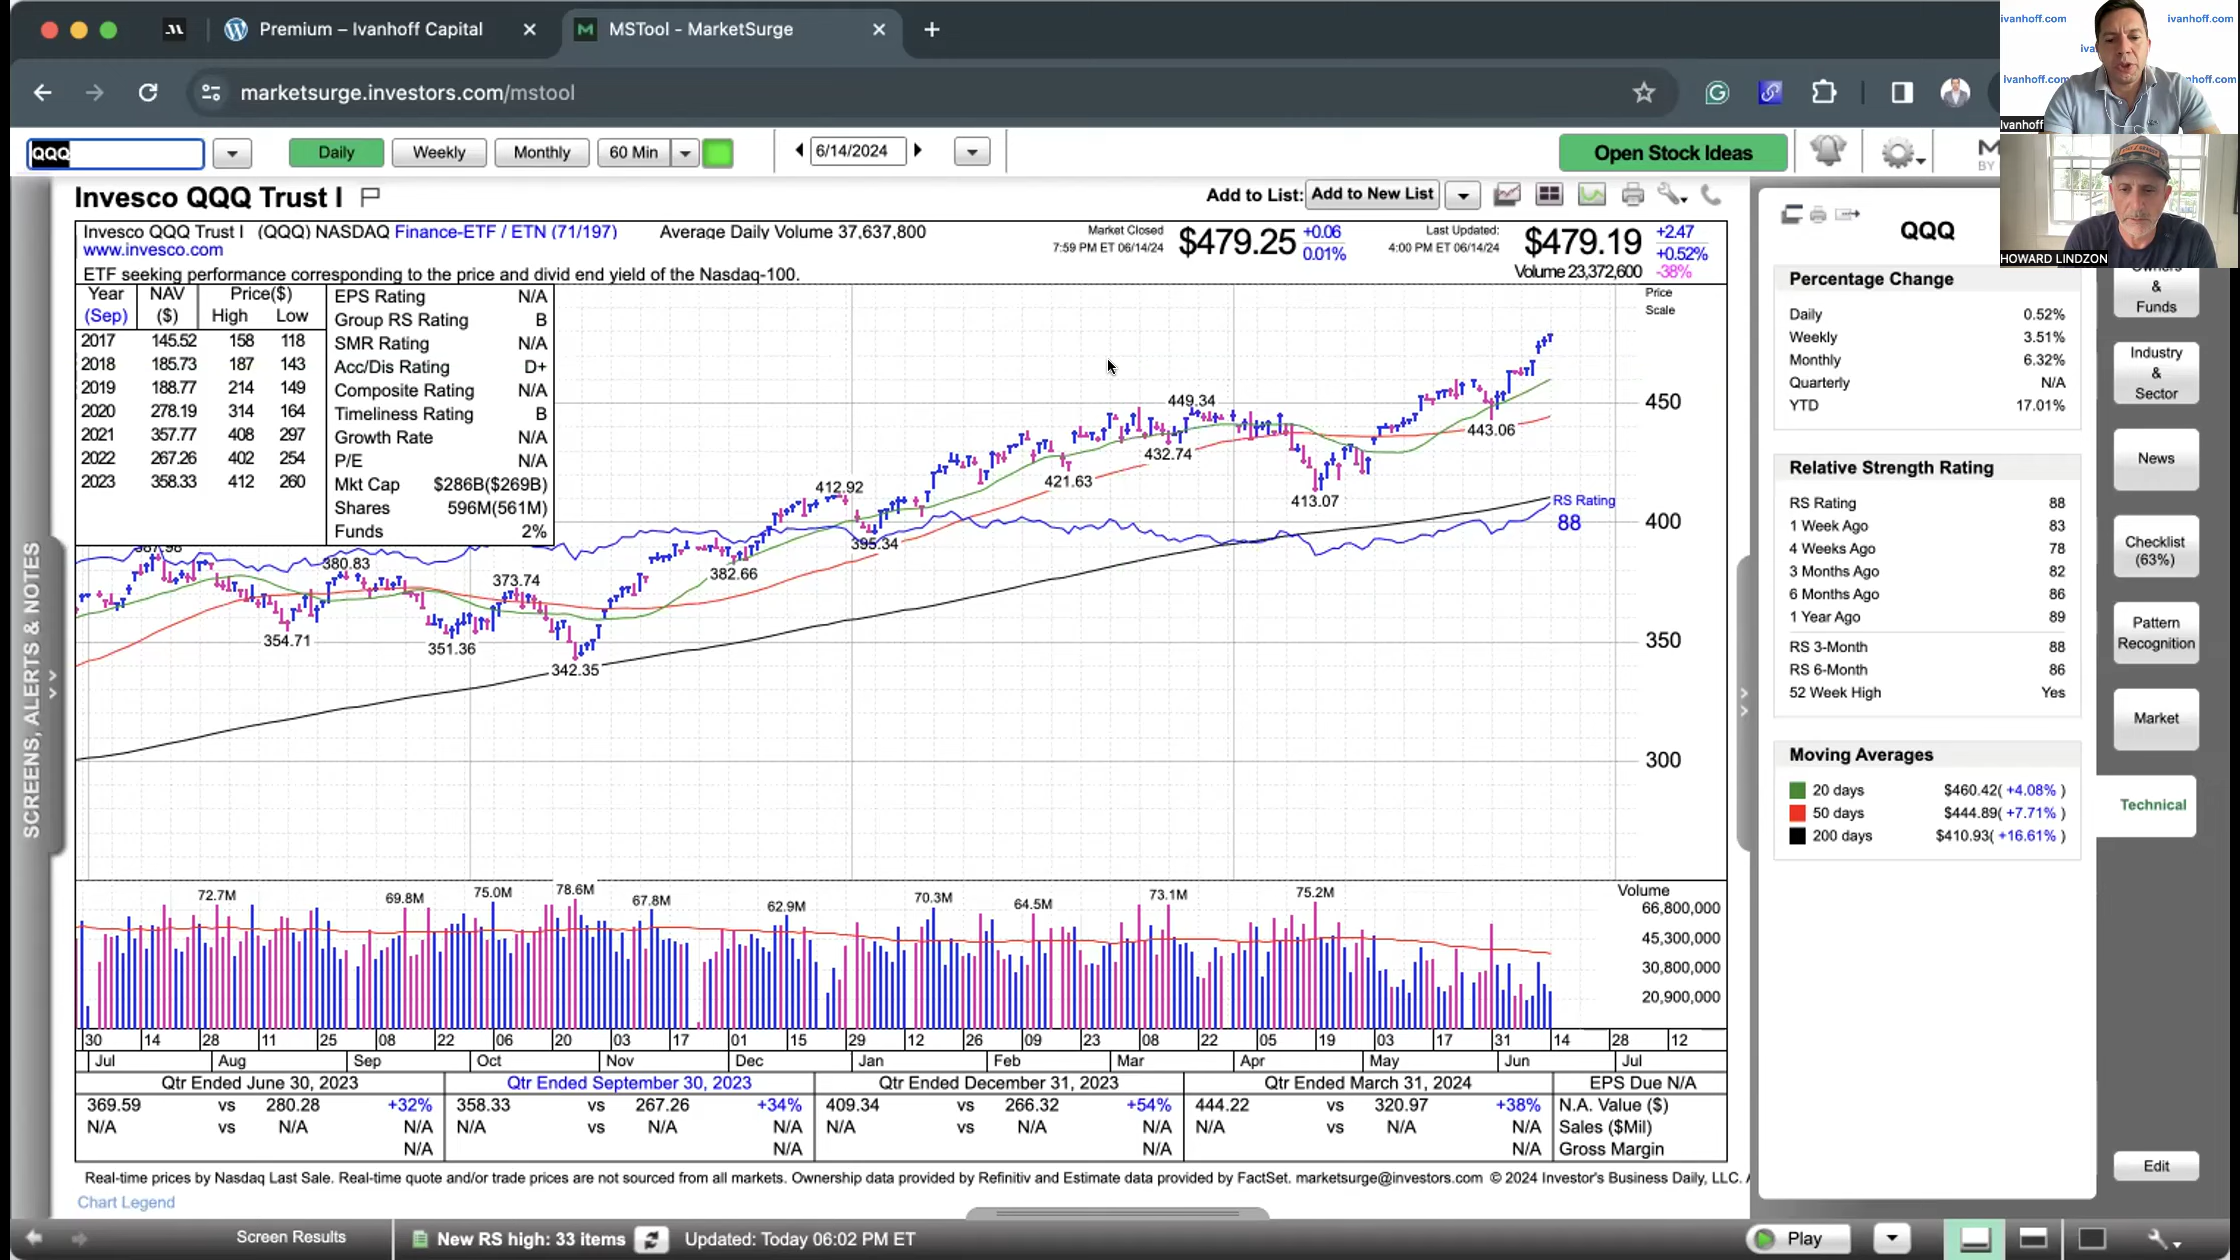 Premium – Ivanhoff Capital
MSTool - MarketSurge
marketsurge.investors.com/mstool
ivanhoff.com
ivanhoff.com
iva
ivanhoff.com
nhoff.com
Ivanhoff
HOWARD LINDZON
QQQ
Daily
Weekly
Monthly
60 Min
6/14/2024
Open Stock Ideas
M
BY
Invesco QQQ Trust I
Add to List:
Add to New List
Invesco QQQ Trust I (QQQ) NASDAQ Finance-ETF / ETN (71/197) Average Daily Volume 37,637,800
www.invesco.com
ETF seeking performance corresponding to the price and divid end yield of the Nasdaq-100.
Market Closed
7:59 PM ET 06/14/24
$479.25
+0.06
0.01%
Last Updated:
4:00 PM ET 06/14/24
$479.19
+2.47
+0.52%
Volume 23,372,600 -38%
Year NAV Price($)
(Sep) ($) High Low
2017 145.52 158 118
2018 185.73 187 143
2019 188.77 214 149
2020 278.19 314 164
2021 357.77 408 297
2022 267.26 402 254
2023 358.33 412 260
EPS Rating N/A
Group RS Rating B
SMR Rating N/A
Acc/Dis Rating D+
Composite Rating N/A
Timeliness Rating B
Growth Rate N/A
P/E N/A
Mkt Cap $286B($269B)
Shares 596M(561M)
Funds 2%
Price
Scale
450
400
350
300
449.34
443.06
432.74
421.63
412.92
413.07
395.34
382.66
380.83
373.74
354.71
351.36
342.35
RS Rating
88
Volume
66,800,000
45,300,000
30,800,000
20,900,000
72.7M
69.8M
75.0M
78.6M
67.8M
62.9M
70.3M
64.5M
73.1M
75.2M
30 14 28 11 25 08 22 06 20 03 17 01 15 29 12 26 09 23 08 22 05 19 03 17 31 14 28 12
Jul Aug Sep Oct Nov Dec Jan Feb Mar Apr May Jun Jul
Qtr Ended June 30, 2023 Qtr Ended September 30, 2023 Qtr Ended December 31, 2023 Qtr Ended March 31, 2024 EPS Due N/A
369.59 vs 280.28 +32% 358.33 vs 267.26 +34% 409.34 vs 266.32 +54% 444.22 vs 320.97 +38% N.A. Value ($)
N/A vs N/A N/A N/A vs N/A N/A N/A vs N/A N/A N/A vs N/A N/A Sales ($Mil)
N/A N/A N/A N/A Gross Margin
Real-time prices by Nasdaq Last Sale. Real-time quote and/or trade prices are not sourced from all markets. Ownership data provided by Refinitiv and Estimate data provided by FactSet. marketsurge@investors.com © 2024 Investor's Business Daily, LLC.
Chart Legend
SCREENS, ALERTS & NOTES
QQQ
Percentage Change
Daily 0.52%
Weekly 3.51%
Monthly 6.32%
Quarterly N/A
YTD 17.01%
Relative Strength Rating
RS Rating 88
1 Week Ago 83
4 Weeks Ago 78
3 Months Ago 82
6 Months Ago 86
1 Year Ago 89
RS 3-Month 88
RS 6-Month 86
52 Week High Yes
Moving Averages
20 days $460.42( +4.08% )
50 days $444.89( +7.71% )
200 days $410.93( +16.61% )
&
Funds
Industry
&
Sector
News
Checklist
(63%)
Pattern
Recognition
Market
Technical
Edit
Screen Results
New RS high: 33 items
Updated: Today 06:02 PM ET
Play